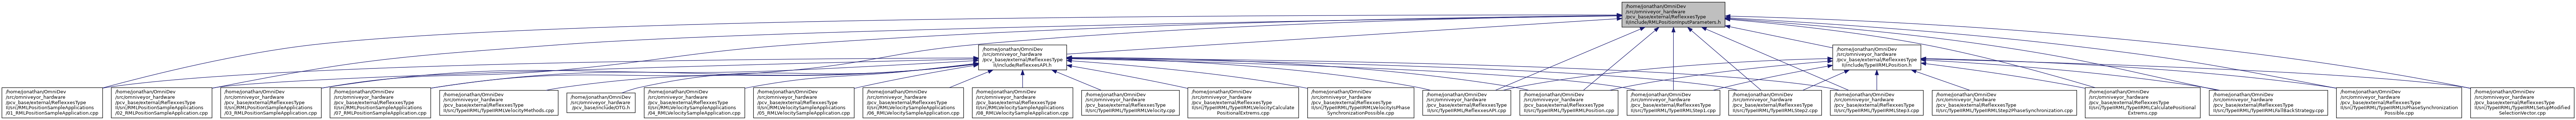 /home/jonathan/OmniDev
/src/omniveyor_hardware
/pcv_base/external/ReflexxesType
II/include/RMLPositionInputParameters.h
/home/jonathan/OmniDev
/src/omniveyor_hardware
/pcv_base/external/ReflexxesType
II/include/ReflexxesAPI.h
/home/jonathan/OmniDev
/src/omniveyor_hardware
/pcv_base/external/ReflexxesType
II/include/TypeIIRMLPosition.h
/home/jonathan/OmniDev
/src/omniveyor_hardware
/pcv_base/external/ReflexxesType
II/src/RMLPositionSampleApplications
/01_RMLPositionSampleApplication.cpp
/home/jonathan/OmniDev
/src/omniveyor_hardware
/pcv_base/external/ReflexxesType
II/src/RMLPositionSampleApplications
/02_RMLPositionSampleApplication.cpp
/home/jonathan/OmniDev
/src/omniveyor_hardware
/pcv_base/external/ReflexxesType
II/src/RMLPositionSampleApplications
/03_RMLPositionSampleApplication.cpp
/home/jonathan/OmniDev
/src/omniveyor_hardware
/pcv_base/external/ReflexxesType
II/src/RMLPositionSampleApplications
/07_RMLPositionSampleApplication.cpp
/home/jonathan/OmniDev
/src/omniveyor_hardware
/pcv_base/external/ReflexxesType
II/src/TypeIIRML/TypeIIRMLVelocityMethods.cpp
/home/jonathan/OmniDev
/src/omniveyor_hardware
/pcv_base/include/OTG.h
/home/jonathan/OmniDev
/src/omniveyor_hardware
/pcv_base/external/ReflexxesType
II/src/RMLVelocitySampleApplications
/04_RMLVelocitySampleApplication.cpp
/home/jonathan/OmniDev
/src/omniveyor_hardware
/pcv_base/external/ReflexxesType
II/src/RMLVelocitySampleApplications
/05_RMLVelocitySampleApplication.cpp
/home/jonathan/OmniDev
/src/omniveyor_hardware
/pcv_base/external/ReflexxesType
II/src/RMLVelocitySampleApplications
/06_RMLVelocitySampleApplication.cpp
/home/jonathan/OmniDev
/src/omniveyor_hardware
/pcv_base/external/ReflexxesType
II/src/RMLVelocitySampleApplications
/08_RMLVelocitySampleApplication.cpp
/home/jonathan/OmniDev
/src/omniveyor_hardware
/pcv_base/external/ReflexxesType
II/src/TypeIIRML/TypeIIRMLVelocity.cpp
/home/jonathan/OmniDev
/src/omniveyor_hardware
/pcv_base/external/ReflexxesType
II/src/TypeIIRML/TypeIIRMLVelocityCalculate
PositionalExtrems.cpp
/home/jonathan/OmniDev
/src/omniveyor_hardware
/pcv_base/external/ReflexxesType
II/src/TypeIIRML/TypeIIRMLVelocityIsPhase
SynchronizationPossible.cpp
/home/jonathan/OmniDev
/src/omniveyor_hardware
/pcv_base/external/ReflexxesType
II/src/TypeIIRML/ReflexxesAPI.cpp
/home/jonathan/OmniDev
/src/omniveyor_hardware
/pcv_base/external/ReflexxesType
II/src/TypeIIRML/TypeIIRMLPosition.cpp
/home/jonathan/OmniDev
/src/omniveyor_hardware
/pcv_base/external/ReflexxesType
II/src/TypeIIRML/TypeIIRMLStep1.cpp
/home/jonathan/OmniDev
/src/omniveyor_hardware
/pcv_base/external/ReflexxesType
II/src/TypeIIRML/TypeIIRMLStep2.cpp
/home/jonathan/OmniDev
/src/omniveyor_hardware
/pcv_base/external/ReflexxesType
II/src/TypeIIRML/TypeIIRMLStep3.cpp
/home/jonathan/OmniDev
/src/omniveyor_hardware
/pcv_base/external/ReflexxesType
II/src/TypeIIRML/TypeIIRMLStep2PhaseSynchronization.cpp
/home/jonathan/OmniDev
/src/omniveyor_hardware
/pcv_base/external/ReflexxesType
II/src/TypeIIRML/TypeIIRMLCalculatePositional
Extrems.cpp
/home/jonathan/OmniDev
/src/omniveyor_hardware
/pcv_base/external/ReflexxesType
II/src/TypeIIRML/TypeIIRMLFallBackStrategy.cpp
/home/jonathan/OmniDev
/src/omniveyor_hardware
/pcv_base/external/ReflexxesType
II/src/TypeIIRML/TypeIIRMLIsPhaseSynchronization
Possible.cpp
/home/jonathan/OmniDev
/src/omniveyor_hardware
/pcv_base/external/ReflexxesType
II/src/TypeIIRML/TypeIIRMLSetupModified
SelectionVector.cpp